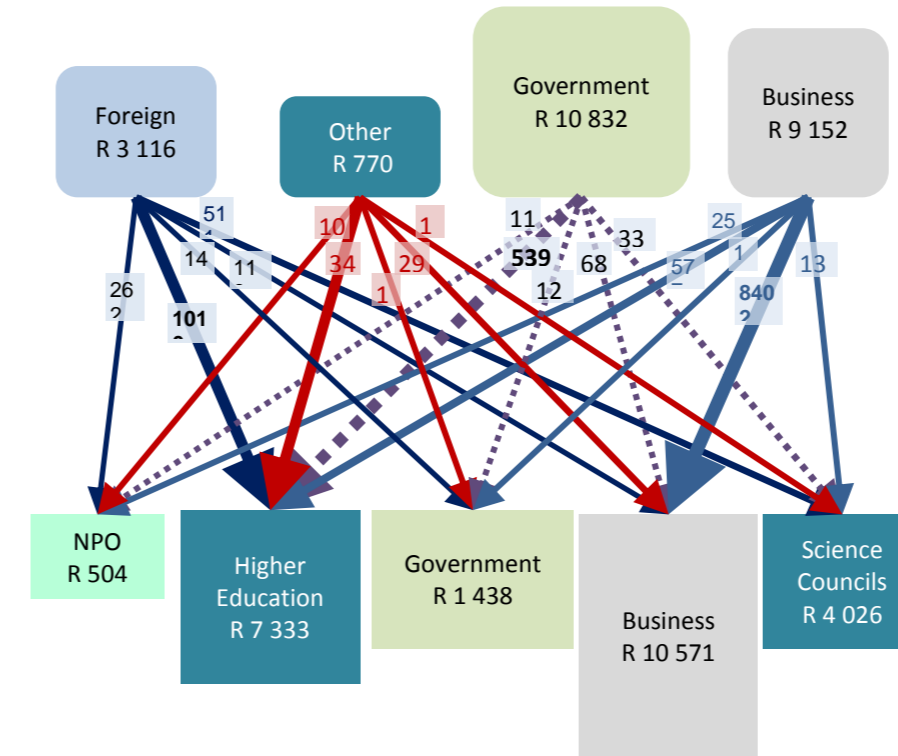 Foreign
R 3 116
Other
R 770
Government
R 10 832
Business
R 9 152
51
10
1
11
33
25
14
11
34
29
539
68
57
1
13
26
1
12
840
101
NPO
R 504
Higher
Education
R 7 333
Government
R 1 438
Business
R 10 571
Science
Councils
R 4 026